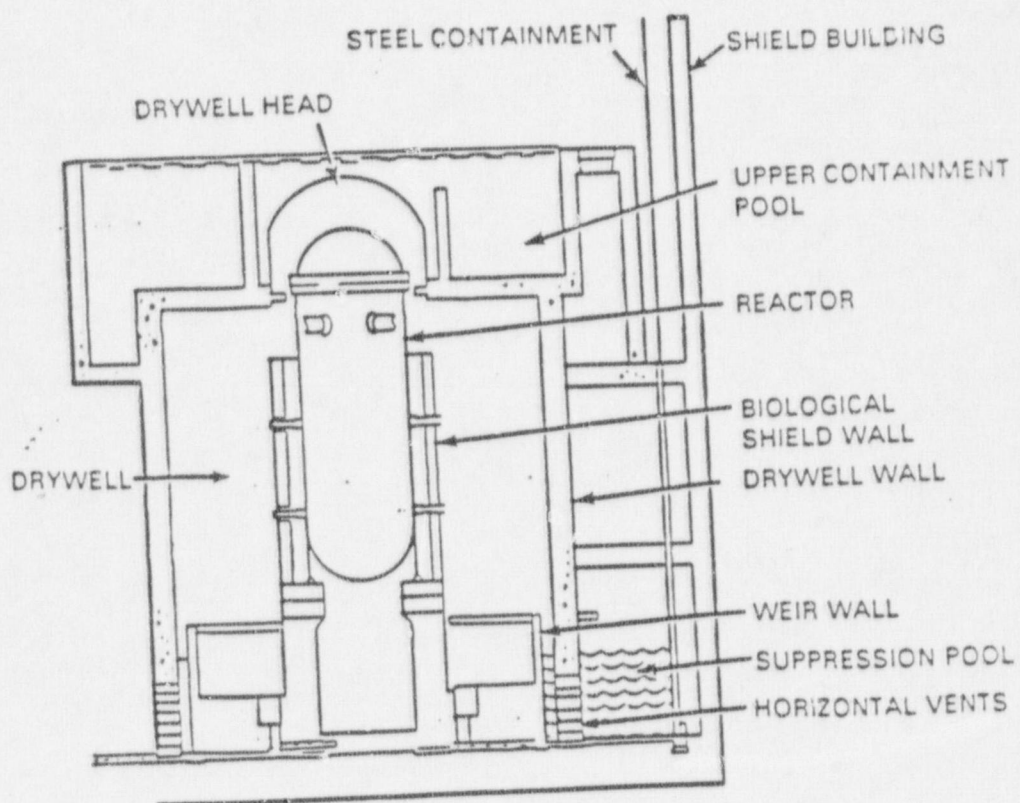 STEEL CONTAINMENT
SHIELD BUILDING
DRYWELL HEAD
UPPER CONTAINMENT
POOL
REACTOR
BIOLOGICAL
SHIELD WALL
DRYWELL
DRYWELL WALL
WEIR WALL
SUPPRESSION POOL
HORIZONTAL VENTS